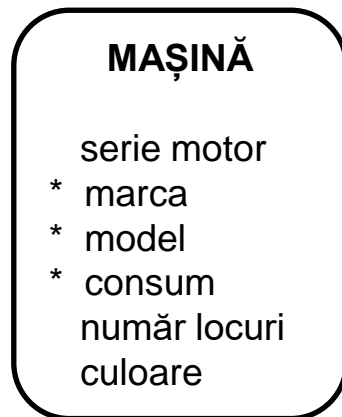 MAȘINĂ
serie motor
* marca
* model
* consum
număr locuri
culoare